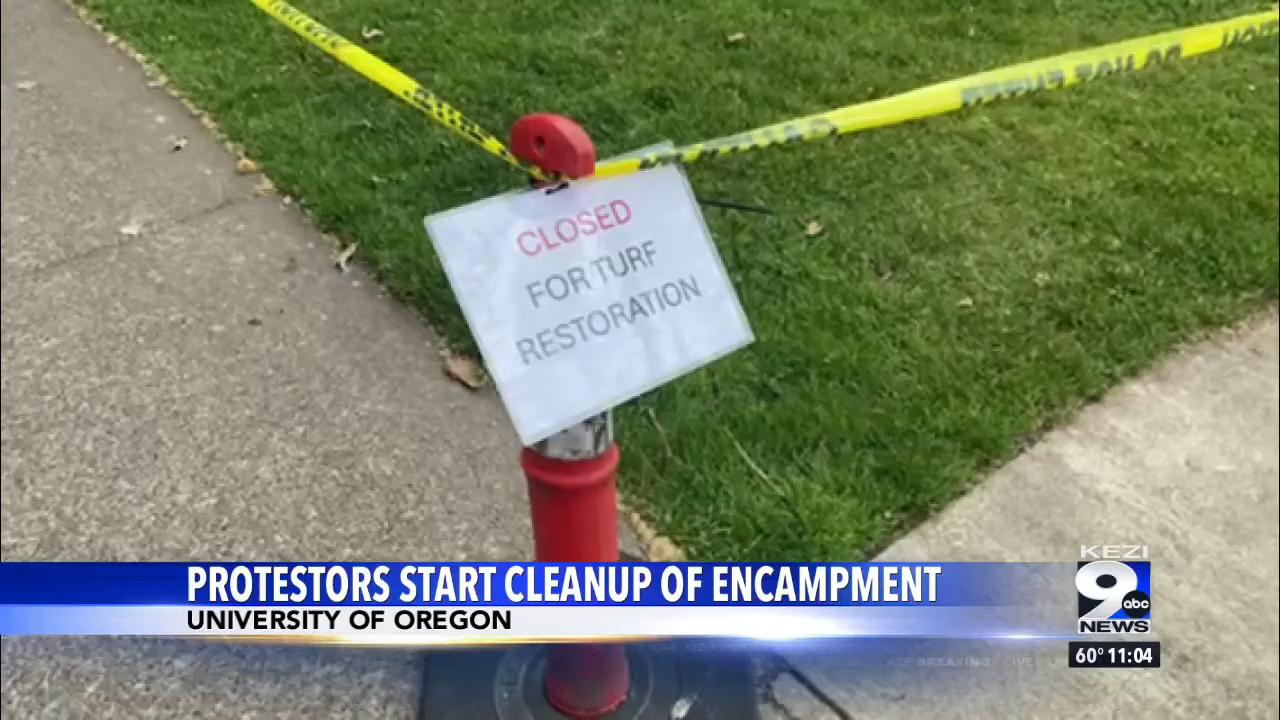 CLOSED
FOR TURF
RESTORATION
PROTESTORS START CLEANUP OF ENCAMPMENT
UNIVERSITY OF OREGON
KEZI
9
abc
NEWS
60° 11:04